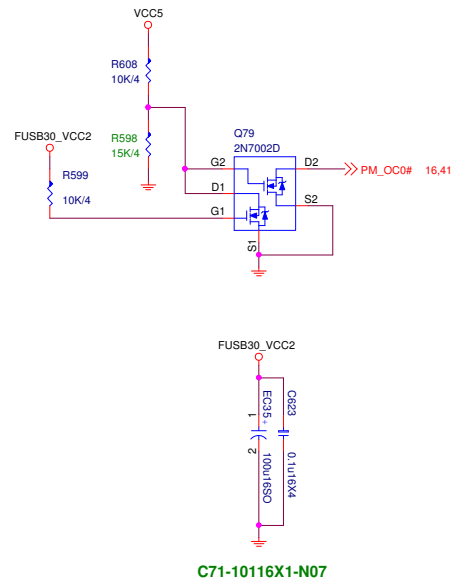 VCC5
R608
10K/4
FUSB30_VCC2
R598
15K/4
Q79
2N7002D
R599
10K/4
G2
D2
PM_OC0# 16,41
D1
S2
G1
S1
FUSB30_VCC2
C623
EC35
+
1
2
100u16SO
0.1u16X4
C71-10116X1-N07